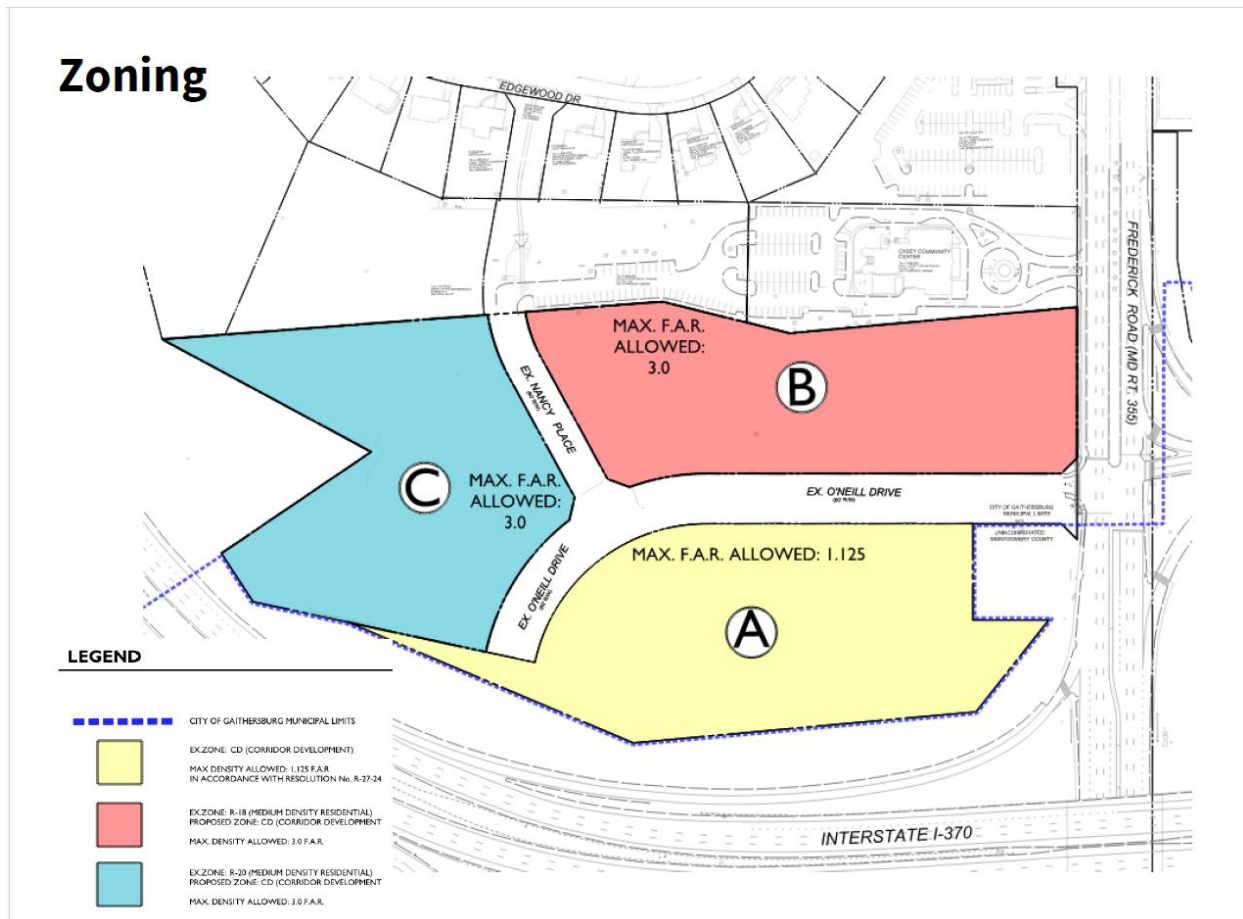 Zoning
EDGEWOOD DR
CASEY COMMUNITY
CENTER
FREDERICK ROAD (MD RT. 355)
MAX. F.A.R.
ALLOWED:
3.0
B
EX. NANCY PLACE
(60' R/W)
C
MAX. F.A.R.
ALLOWED:
3.0
EX. O'NEILL DRIVE
(80' R/W)
CITY OF GAITHERSBURG
MUNICIPAL LIMITS
UNINCORPORATED
MONTGOMERY COUNTY
MAX. F.A.R. ALLOWED: 1.125
EX. O'NEILL DRIVE
A
INTERSTATE I-370
LEGEND
CITY OF GAITHERSBURG MUNICIPAL LIMITS
EX.ZONE: CD (CORRIDOR DEVELOPMENT)
MAX DENSITY ALLOWED: 1.125 F.A.R
IN ACCORDANCE WITH RESOLUTION No. R-27-24
EX.ZONE: R-18 (MEDIUM DENSITY RESIDENTIAL)
PROPOSED ZONE: CD (CORRIDOR DEVELOPMENT
MAX. DENSITY ALLOWED: 3.0 F.A.R.
EX.ZONE: R-20 (MEDIUM DENSITY RESIDENTIAL)
PROPOSED ZONE: CD (CORRIDOR DEVELOPMENT
MAX. DENSITY ALLOWED: 3.0 F.A.R.